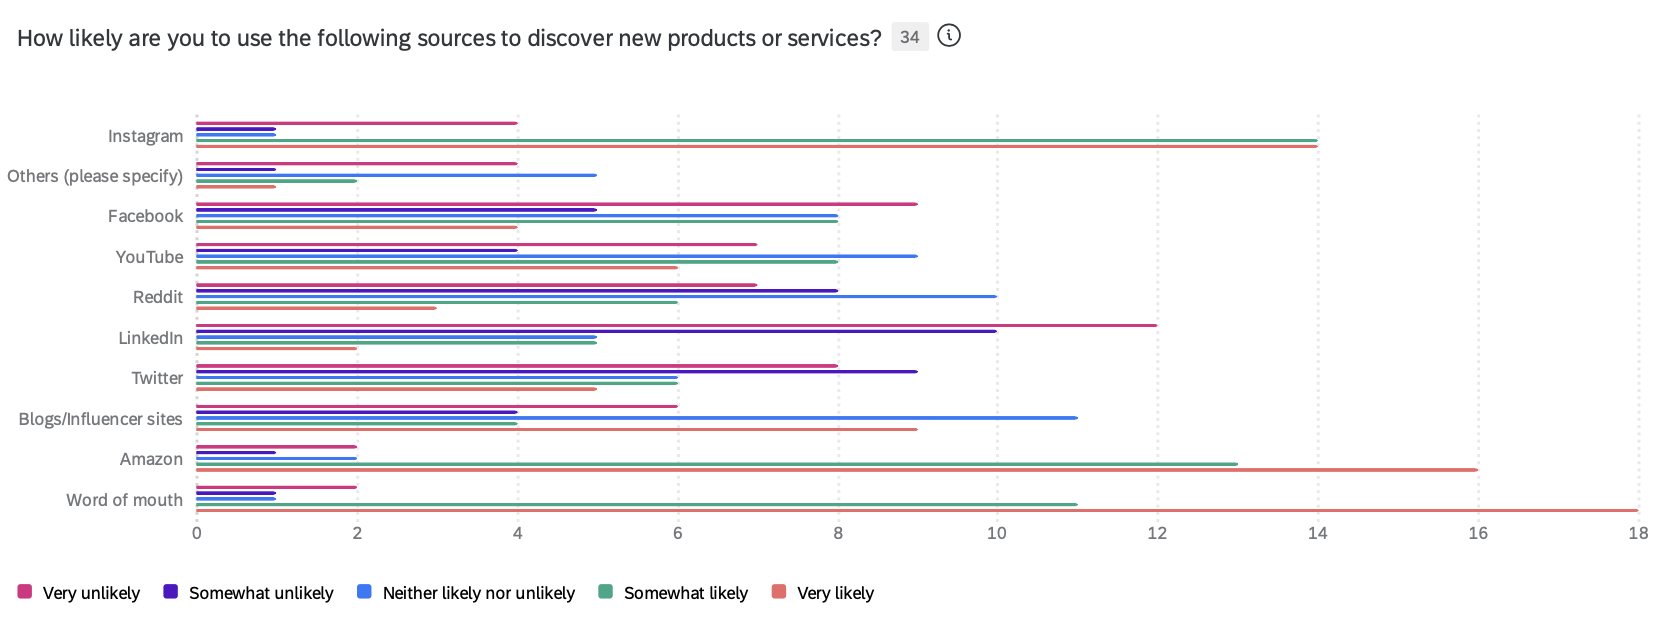 How likely are you to use the following sources to discover new products or services? 34
Instagram
Others (please specify)
Facebook
YouTube
Reddit
LinkedIn
Twitter
Blogs/Influencer sites
Amazon
Word of mouth
0 2 4 6 8 10 12 14 16 18
Very unlikely Somewhat unlikely Neither likely nor unlikely Somewhat likely Very likely